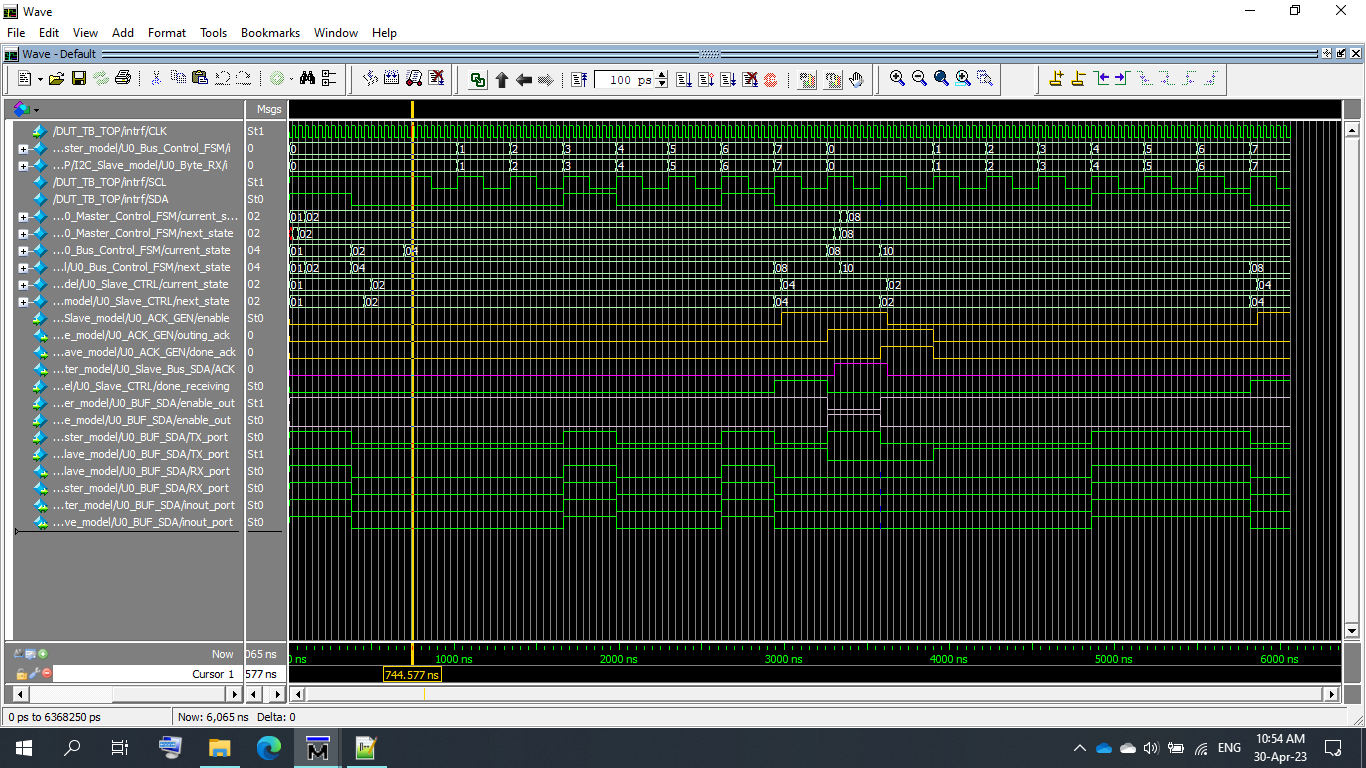 Wave
File Edit View Add Format Tools Bookmarks Window Help
Wave - Default
100 ps
Msgs
/DUT_TB_TOP/intrf/CLK St1
...ster_model/U0_Bus_Control_FSM/i 0 0 1 2 3 4 5 6 7 0 1 2 3 4 5 6 7
...P/I2C_Slave_model/U0_Byte_RX/i 0 0 1 2 3 4 5 6 7 0 1 2 3 4 5 6 7
/DUT_TB_TOP/intrf/SCL St1
/DUT_TB_TOP/intrf/SDA St0
...0_Master_Control_FSM/current_s... 02 01 02 08
...0_Master_Control_FSM/next_state 02 02 08
...0_Bus_Control_FSM/current_state 04 01 02 04 08 10
...l/U0_Bus_Control_FSM/next_state 04 01 02 04 08 10 08
...del/U0_Slave_CTRL/current_state 02 01 02 04 02 04
...model/U0_Slave_CTRL/next_state 02 01 02 04 02 04
...Slave_model/U0_ACK_GEN/enable St0
...e_model/U0_ACK_GEN/outing_ack 0
...ave_model/U0_ACK_GEN/done_ack 0
...ter_model/U0_Slave_Bus_SDA/ACK 0
...el/U0_Slave_CTRL/done_receiving St0
...er_model/U0_BUF_SDA/enable_out St1
...e_model/U0_BUF_SDA/enable_out St0
...ster_model/U0_BUF_SDA/TX_port St0
...lave_model/U0_BUF_SDA/TX_port St1
...lave_model/U0_BUF_SDA/RX_port St0
...ster_model/U0_BUF_SDA/RX_port St0
...ter_model/U0_BUF_SDA/inout_port St0
...ve_model/U0_BUF_SDA/inout_port St0
Now 065 ns ns 1000 ns 2000 ns 3000 ns 4000 ns 5000 ns 6000 ns
Cursor 1 577 ns 744.577 ns
0 ps to 6368250 ps Now: 6,065 ns Delta: 0
ENG
10:54 AM
30-Apr-23